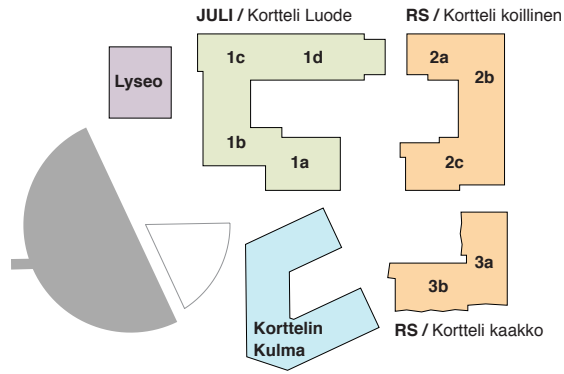 JULI / Kortteli Luode
RS / Kortteli koillinen
1c
1d
2a
2b
Lyseo
1b
1a
2c
3a
3b
Korttelin
Kulma
RS / Kortteli kaakko